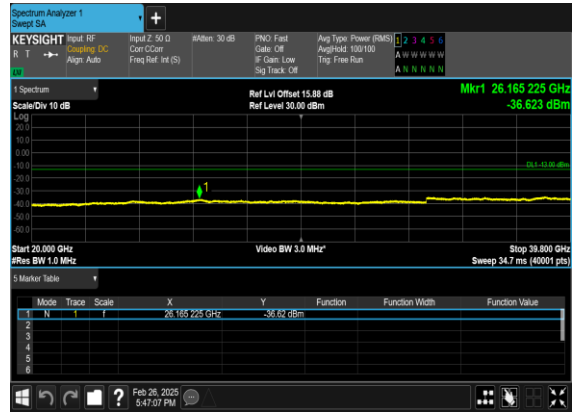 Spectrum Analyzer 1
Swept SA
+
KEYSIGHT
R T
Input: RF
Coupling: DC
Align: Auto
Input Z: 50 Ω
Corr CCorr
Freq Ref: Int (S)
#Atten: 30 dB
PNO: Fast
Gate: Off
IF Gain: Low
Sig Track: Off
Avg Type: Power (RMS)
Avg|Hold: 100/100
Trig: Free Run
1 2 3 4 5 6
A W W W W W
A N N N N N
1 Spectrum
Scale/Div 10 dB
Ref Lvl Offset 15.88 dB
Ref Level 30.00 dBm
Mkr1 26.165 225 GHz
-36.623 dBm
Log
20.0
10.0
0.00
-10.0
DL1 -13.00 dBm
-20.0
-30.0
1
-40.0
-50.0
-60.0
Start 20.000 GHz
#Res BW 1.0 MHz
Video BW 3.0 MHz*
Stop 39.800 GHz
Sweep 34.7 ms (40001 pts)
5 Marker Table
Mode Trace Scale X Y Function Function Width Function Value
1 N 1 f 26.165 225 GHz -36.62 dBm
2
3
4
5
6
?
Feb 26, 2025
5:47:07 PM